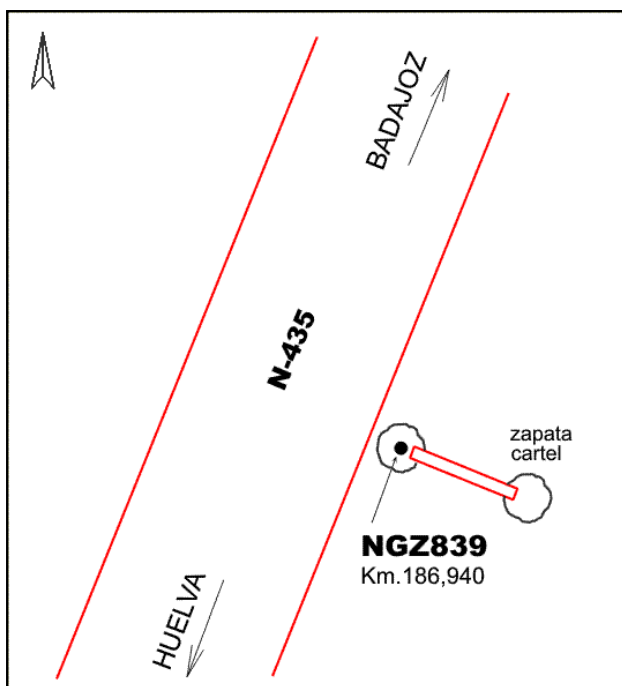 BADAJOZ
N-435
zapata
cartel
NGZ839
Km.186,940
HUELVA